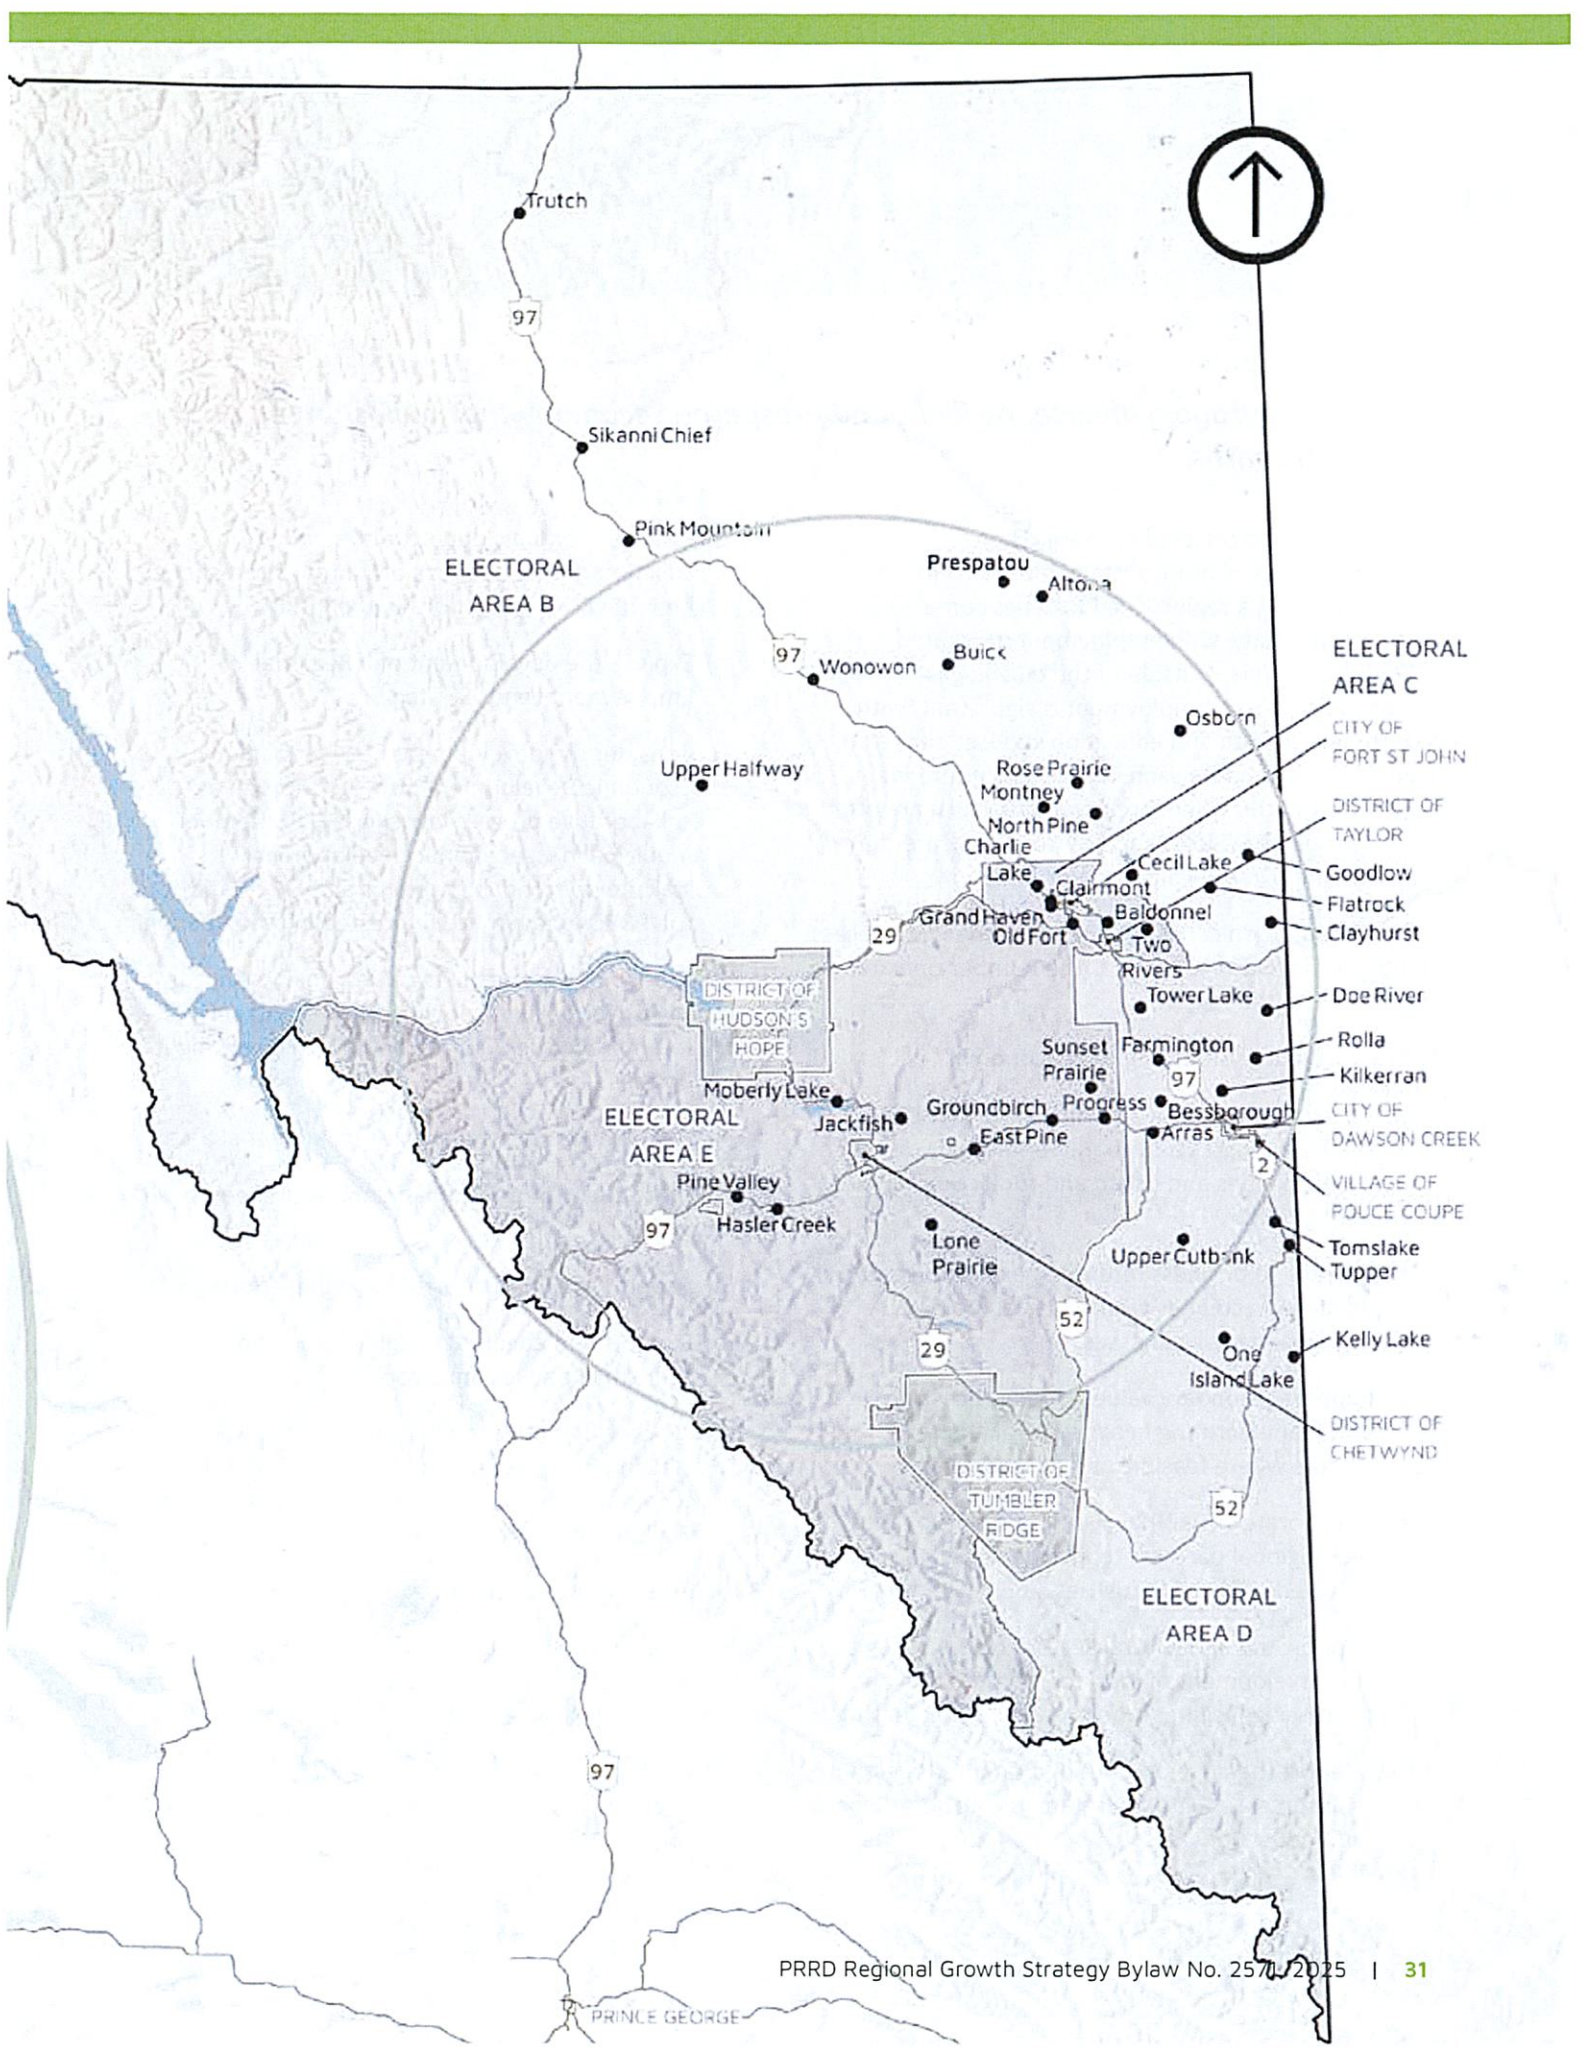 Trutch
97
Sikanni Chief
Pink Mountain
ELECTORAL
AREA B
Prespatou
Altona
97
Wonowon
Buick
ELECTORAL
AREA C
Osborn
CITY OF
FORT ST JOHN
Upper Halfway
Rose Prairie
Montney
North Pine
DISTRICT OF
TAYLOR
Charlie
Lake
Cecil Lake
Goodlow
Clairmont
Flatrock
Grand Haven
Baldonnel
Old Fort
Two
Rivers
Clayhurst
29
DISTRICT OF
HUDSON'S
HOPE
Tower Lake
Doe River
Sunset
Prairie
Farmington
Rolla
97
Kilkerran
Moberly Lake
Jackfish
Groundbirch
Progress
Bessborough
CITY OF
DAWSON CREEK
ELECTORAL
AREA E
East Pine
Arras
2
Pine Valley
VILLAGE OF
POUCE COUPE
Hasler Creek
97
Lone
Prairie
Upper Cutbank
Tomslake
Tupper
52
29
One
Island Lake
Kelly Lake
DISTRICT OF
CHETWYND
DISTRICT OF
TUMBLER
RIDGE
52
ELECTORAL
AREA D
97
PRRD Regional Growth Strategy Bylaw No. 2571, 2025 | 31
PRINCE GEORGE